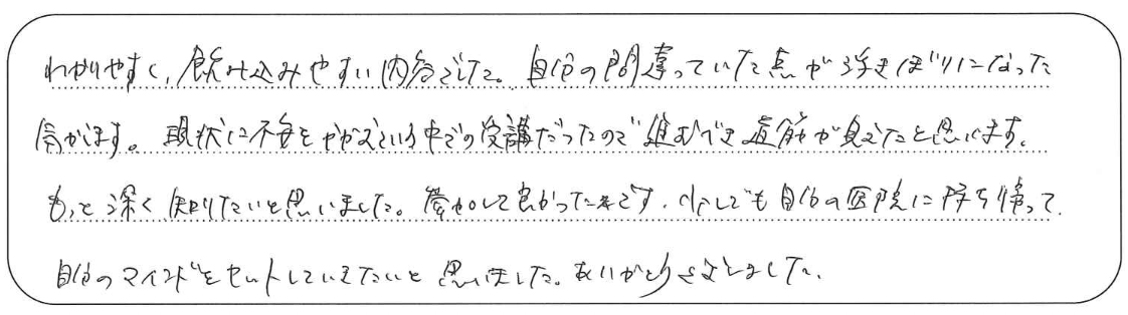 わかりやすく、飲み込みやすい内容でした。自分の間違っていた点が浮きぼりになった
気がします。現状に不安をかかえている中での受講だったので進むべき道筋が見えたと思います。
もっと深く知りたいと思いました。参加して良かったです。少しでも自分の医院に持ち帰って
自分のマインドをセットしていきたいと思いました。ありがとうございました。